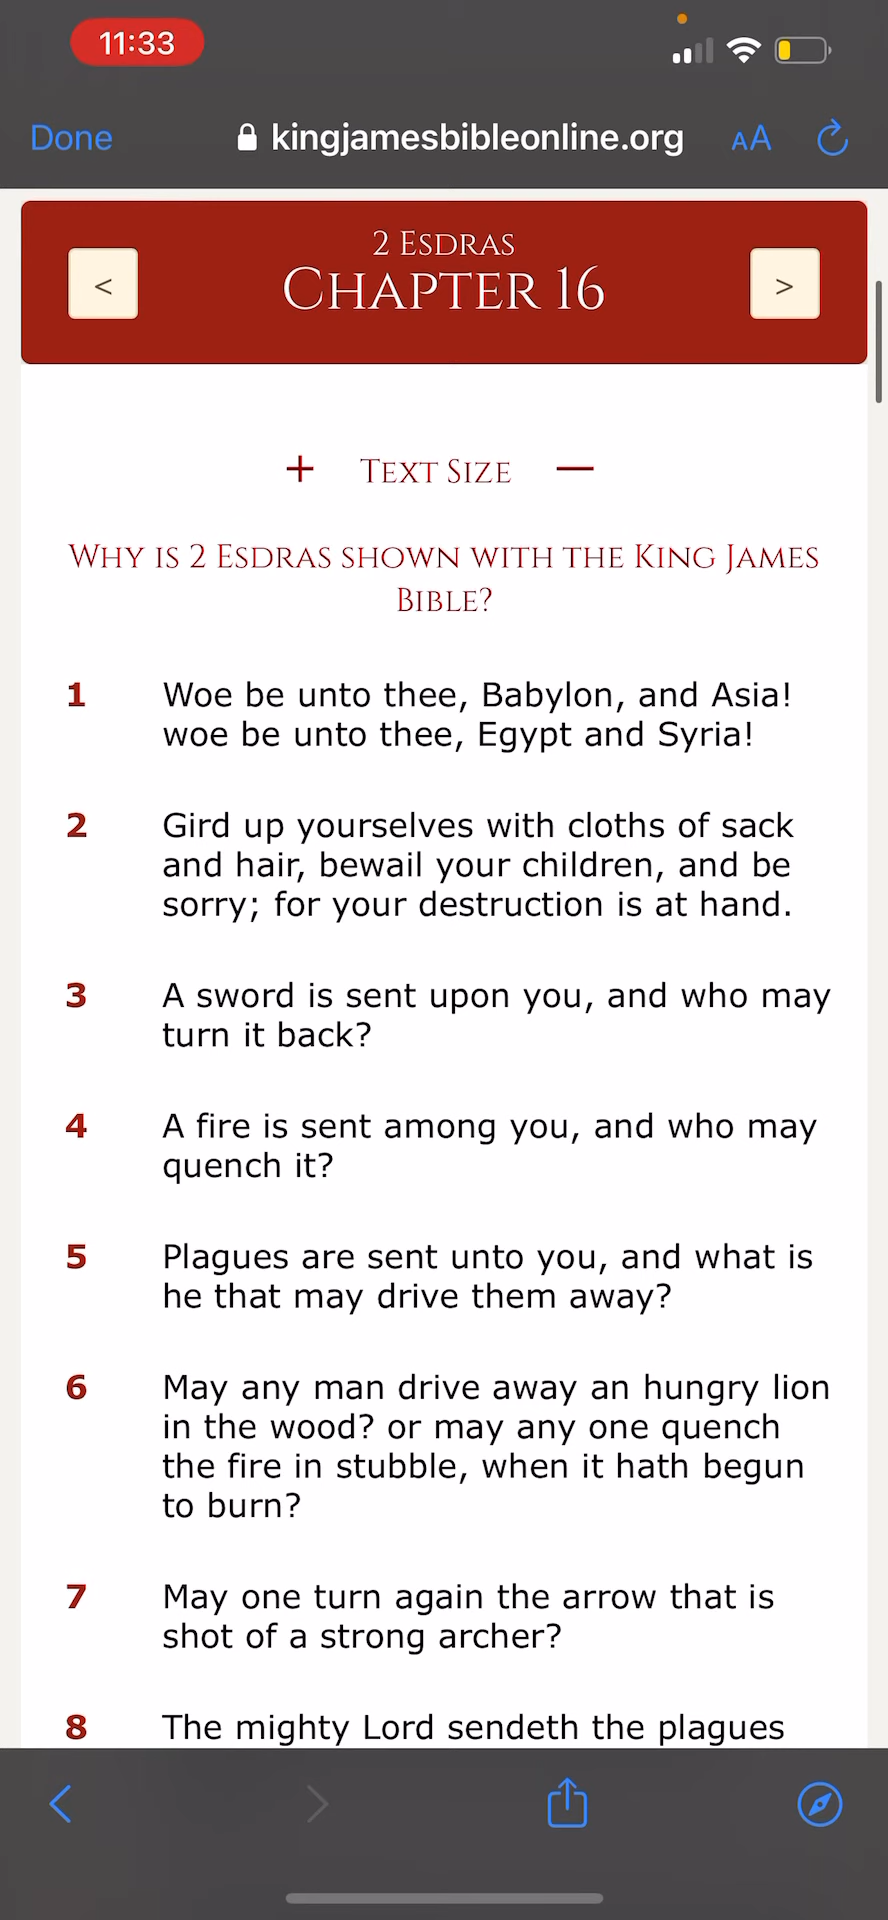 11:33
Done kingjamesbibleonline.org AA
2 Esdras
< Chapter 16 >
+ Text Size —
Why is 2 Esdras shown with the King James
Bible?
1 Woe be unto thee, Babylon, and Asia!
woe be unto thee, Egypt and Syria!
2 Gird up yourselves with cloths of sack
and hair, bewail your children, and be
sorry; for your destruction is at hand.
3 A sword is sent upon you, and who may
turn it back?
4 A fire is sent among you, and who may
quench it?
5 Plagues are sent unto you, and what is
he that may drive them away?
6 May any man drive away an hungry lion
in the wood? or may any one quench
the fire in stubble, when it hath begun
to burn?
7 May one turn again the arrow that is
shot of a strong archer?
8 The mighty Lord sendeth the plagues